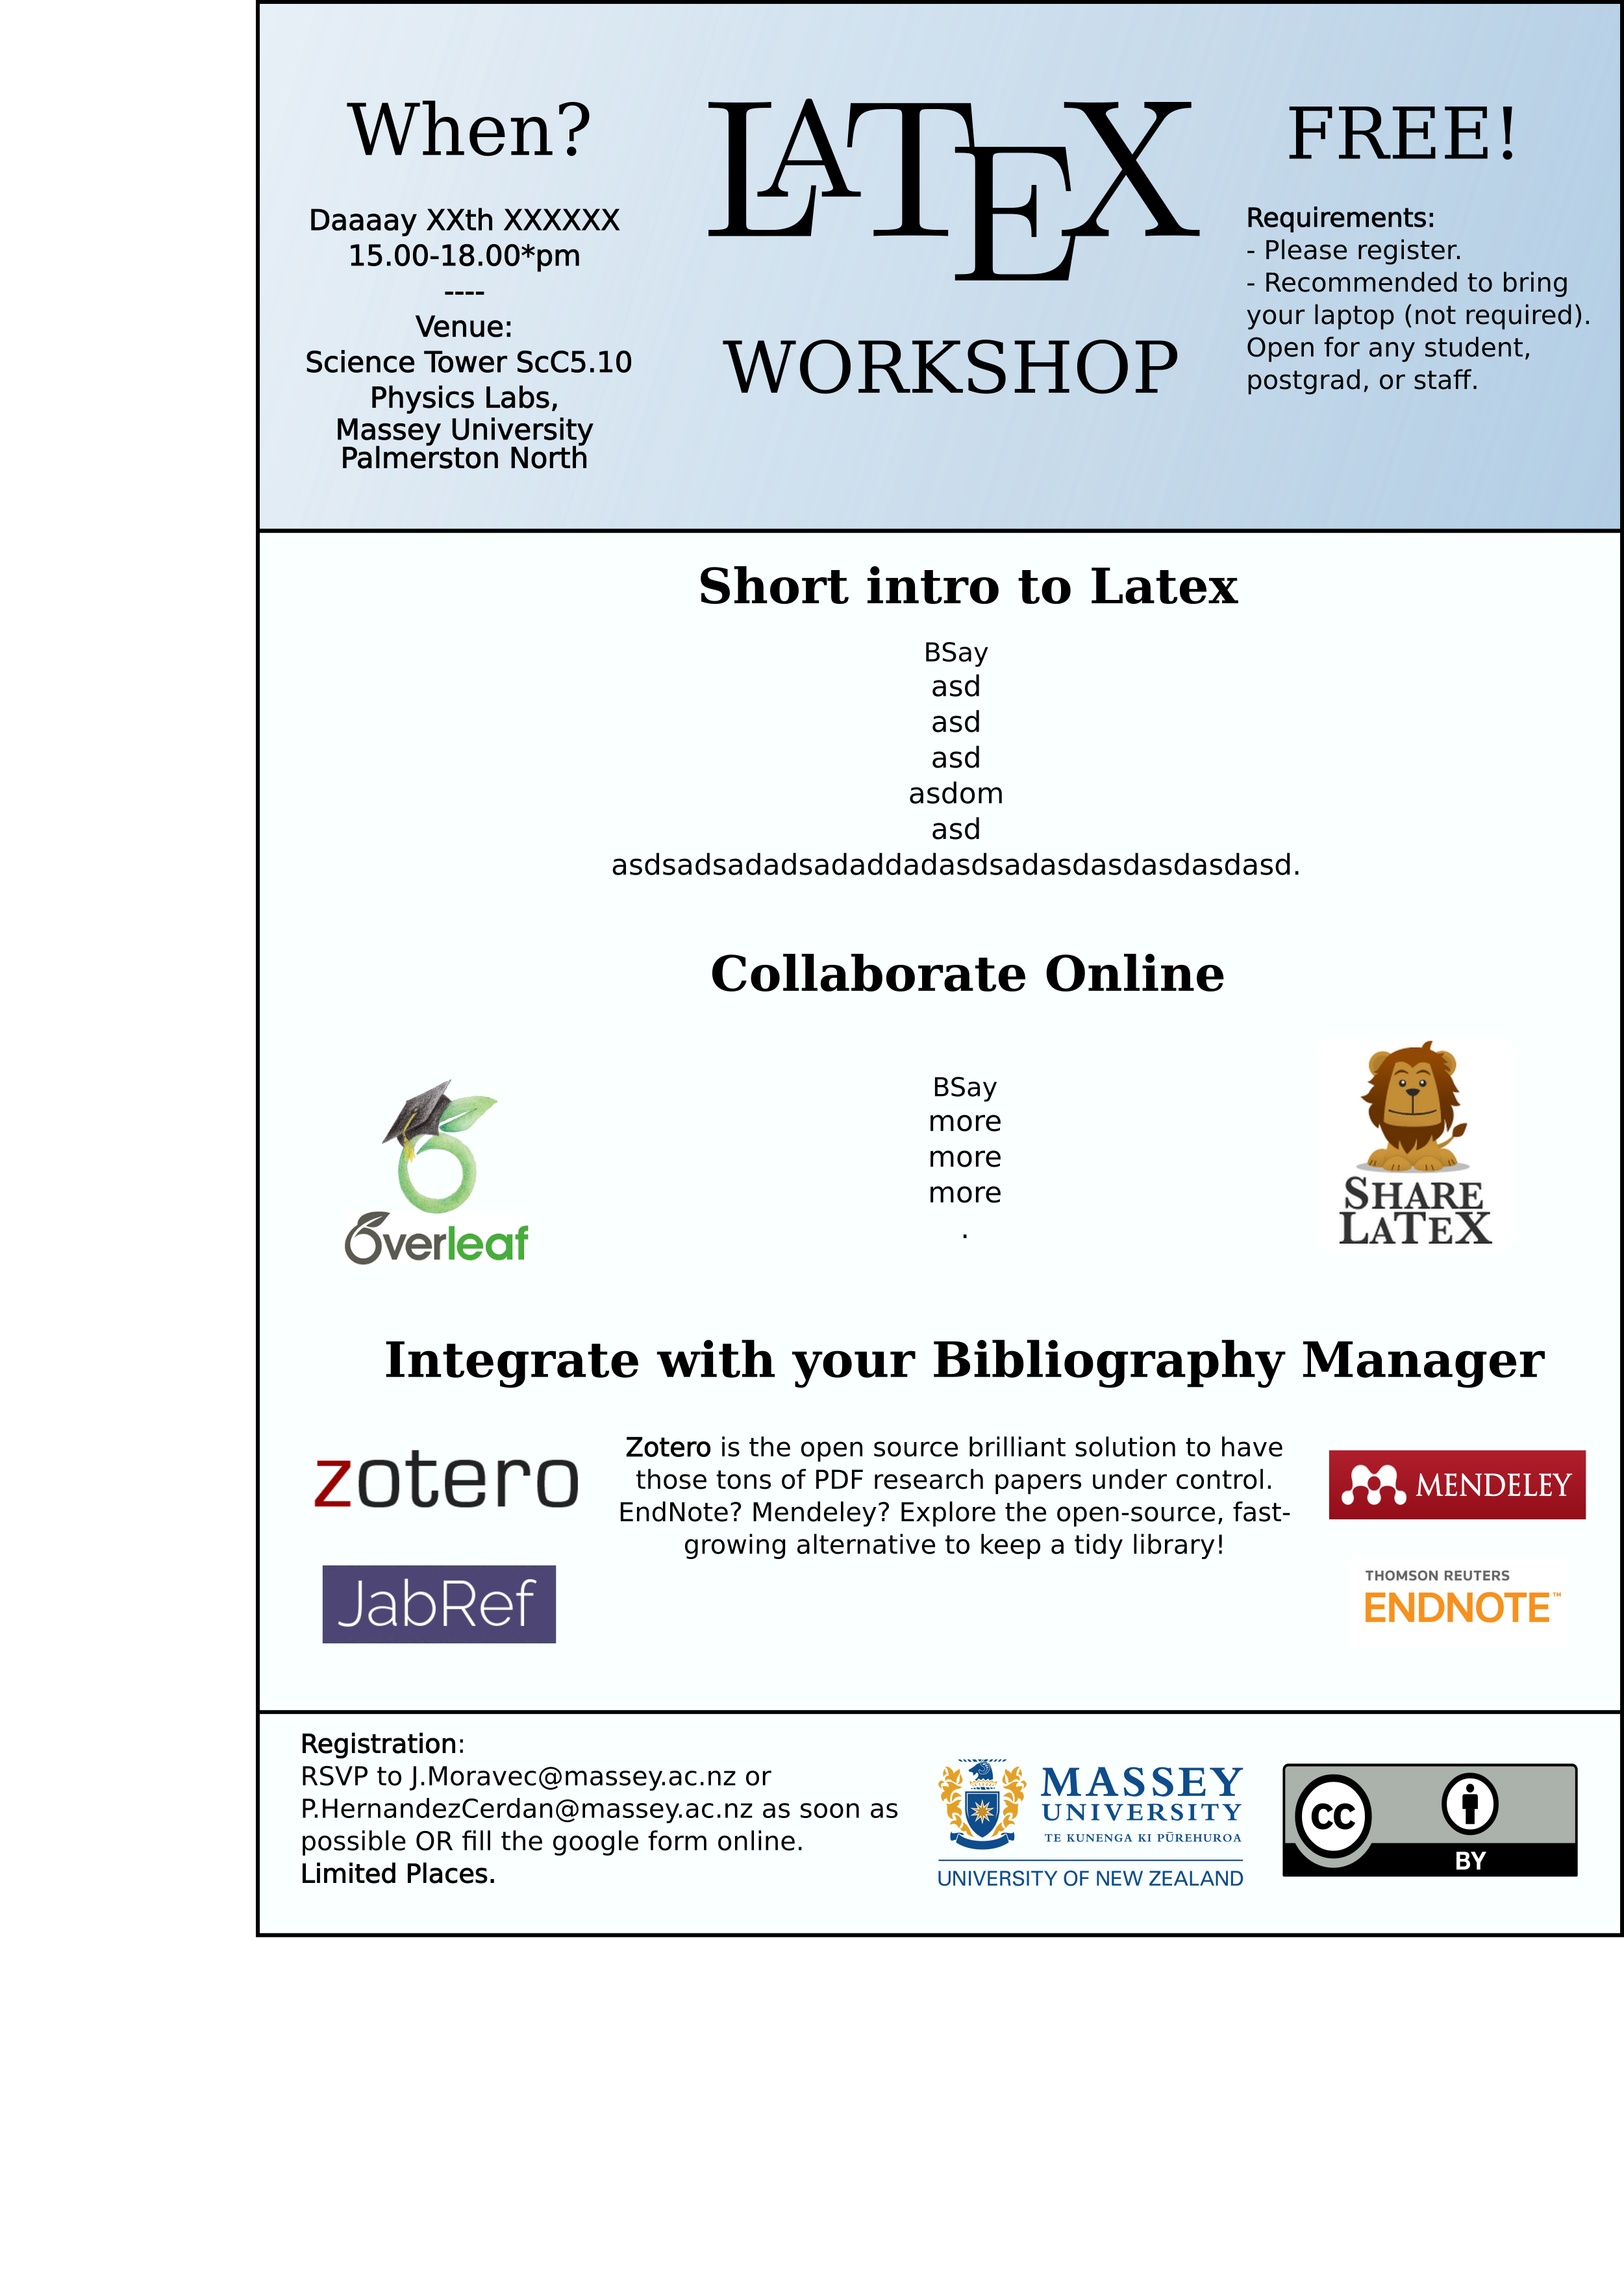 When?
Daaaay XXth XXXXXX
15.00-18.00*pm
----
Venue:
Science Tower ScC5.10
Physics Labs,
Massey University
Palmerston North
LATEX
WORKSHOP
FREE!
Requirements:
- Please register.
- Recommended to bring
your laptop (not required).
Open for any student,
postgrad, or staff.
Short intro to Latex
BSay
asd
asd
asd
asdom
asd
asdsadsadadsadaddadasdsadasdasdasdasdasd.
Collaborate Online
Overleaf
BSay
more
more
more
.
SHARE
LATEX
Integrate with your Bibliography Manager
zotero
JabRef
Zotero is the open source brilliant solution to have
those tons of PDF research papers under control.
EndNote? Mendeley? Explore the open-source, fast-
growing alternative to keep a tidy library!
MENDELEY
THOMSON REUTERS
ENDNOTE™
Registration:
RSVP to J.Moravec@massey.ac.nz or
P.HernandezCerdan@massey.ac.nz as soon as
possible OR fill the google form online.
Limited Places.
MASSEY
UNIVERSITY
TE KUNENGA KI PŪREHUROA
UNIVERSITY OF NEW ZEALAND
CC
BY